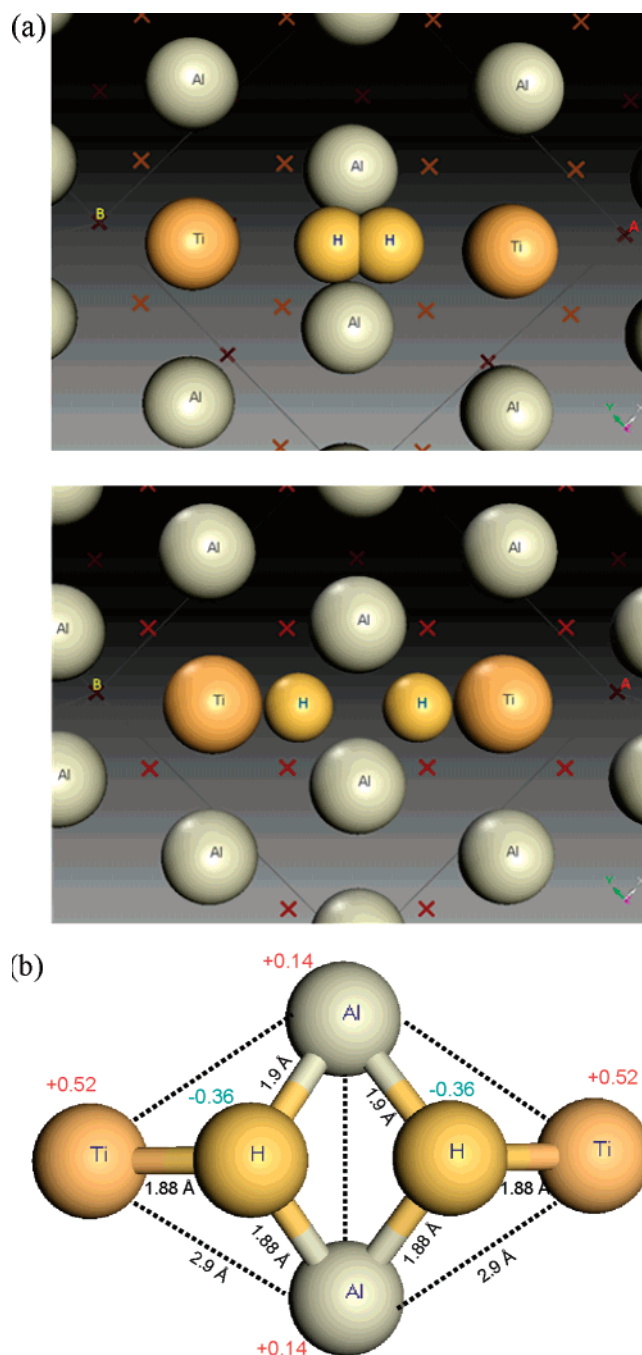 (a)
Al Al
Al
B A
Ti H H Ti
Al
Al Al
Y X
Al Al
Al Al
B A
Ti H H Ti
Al Al
Al Al
Y X
(b)
+0.14
Al
+0.52 -0.36 1.9 Å 1.9 Å -0.36 +0.52
Ti H H Ti
1.88 Å 1.88 Å
1.88 Å 1.88 Å
2.9 Å 2.9 Å
Al
+0.14